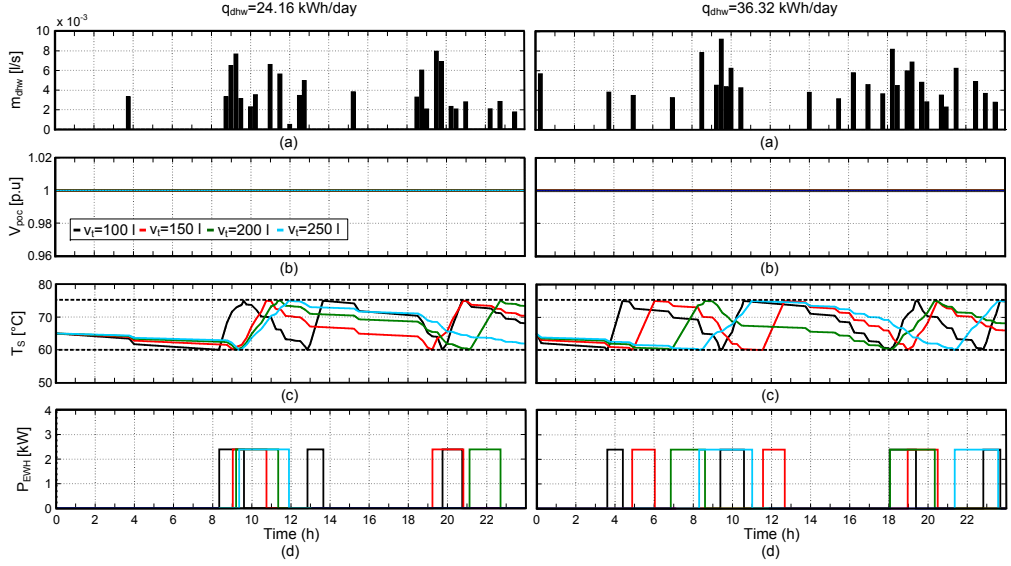 q_dhw=24.16 kWh/day
q_dhw=36.32 kWh/day
x 10^-3
10
8
6
4
2
0
m_dhw [l/s]
(a)
(a)
1.02
1
0.98
0.96
V_poc [p.u]
v_t=100 l
v_t=150 l
v_t=200 l
v_t=250 l
(b)
(b)
80
70
60
50
T_S [°C]
(c)
(c)
4
3
2
1
0
P_EWH [kW]
0 2 4 6 8 10 12 14 16 18 20 22
0 2 4 6 8 10 12 14 16 18 20 22
Time (h)
Time (h)
(d)
(d)